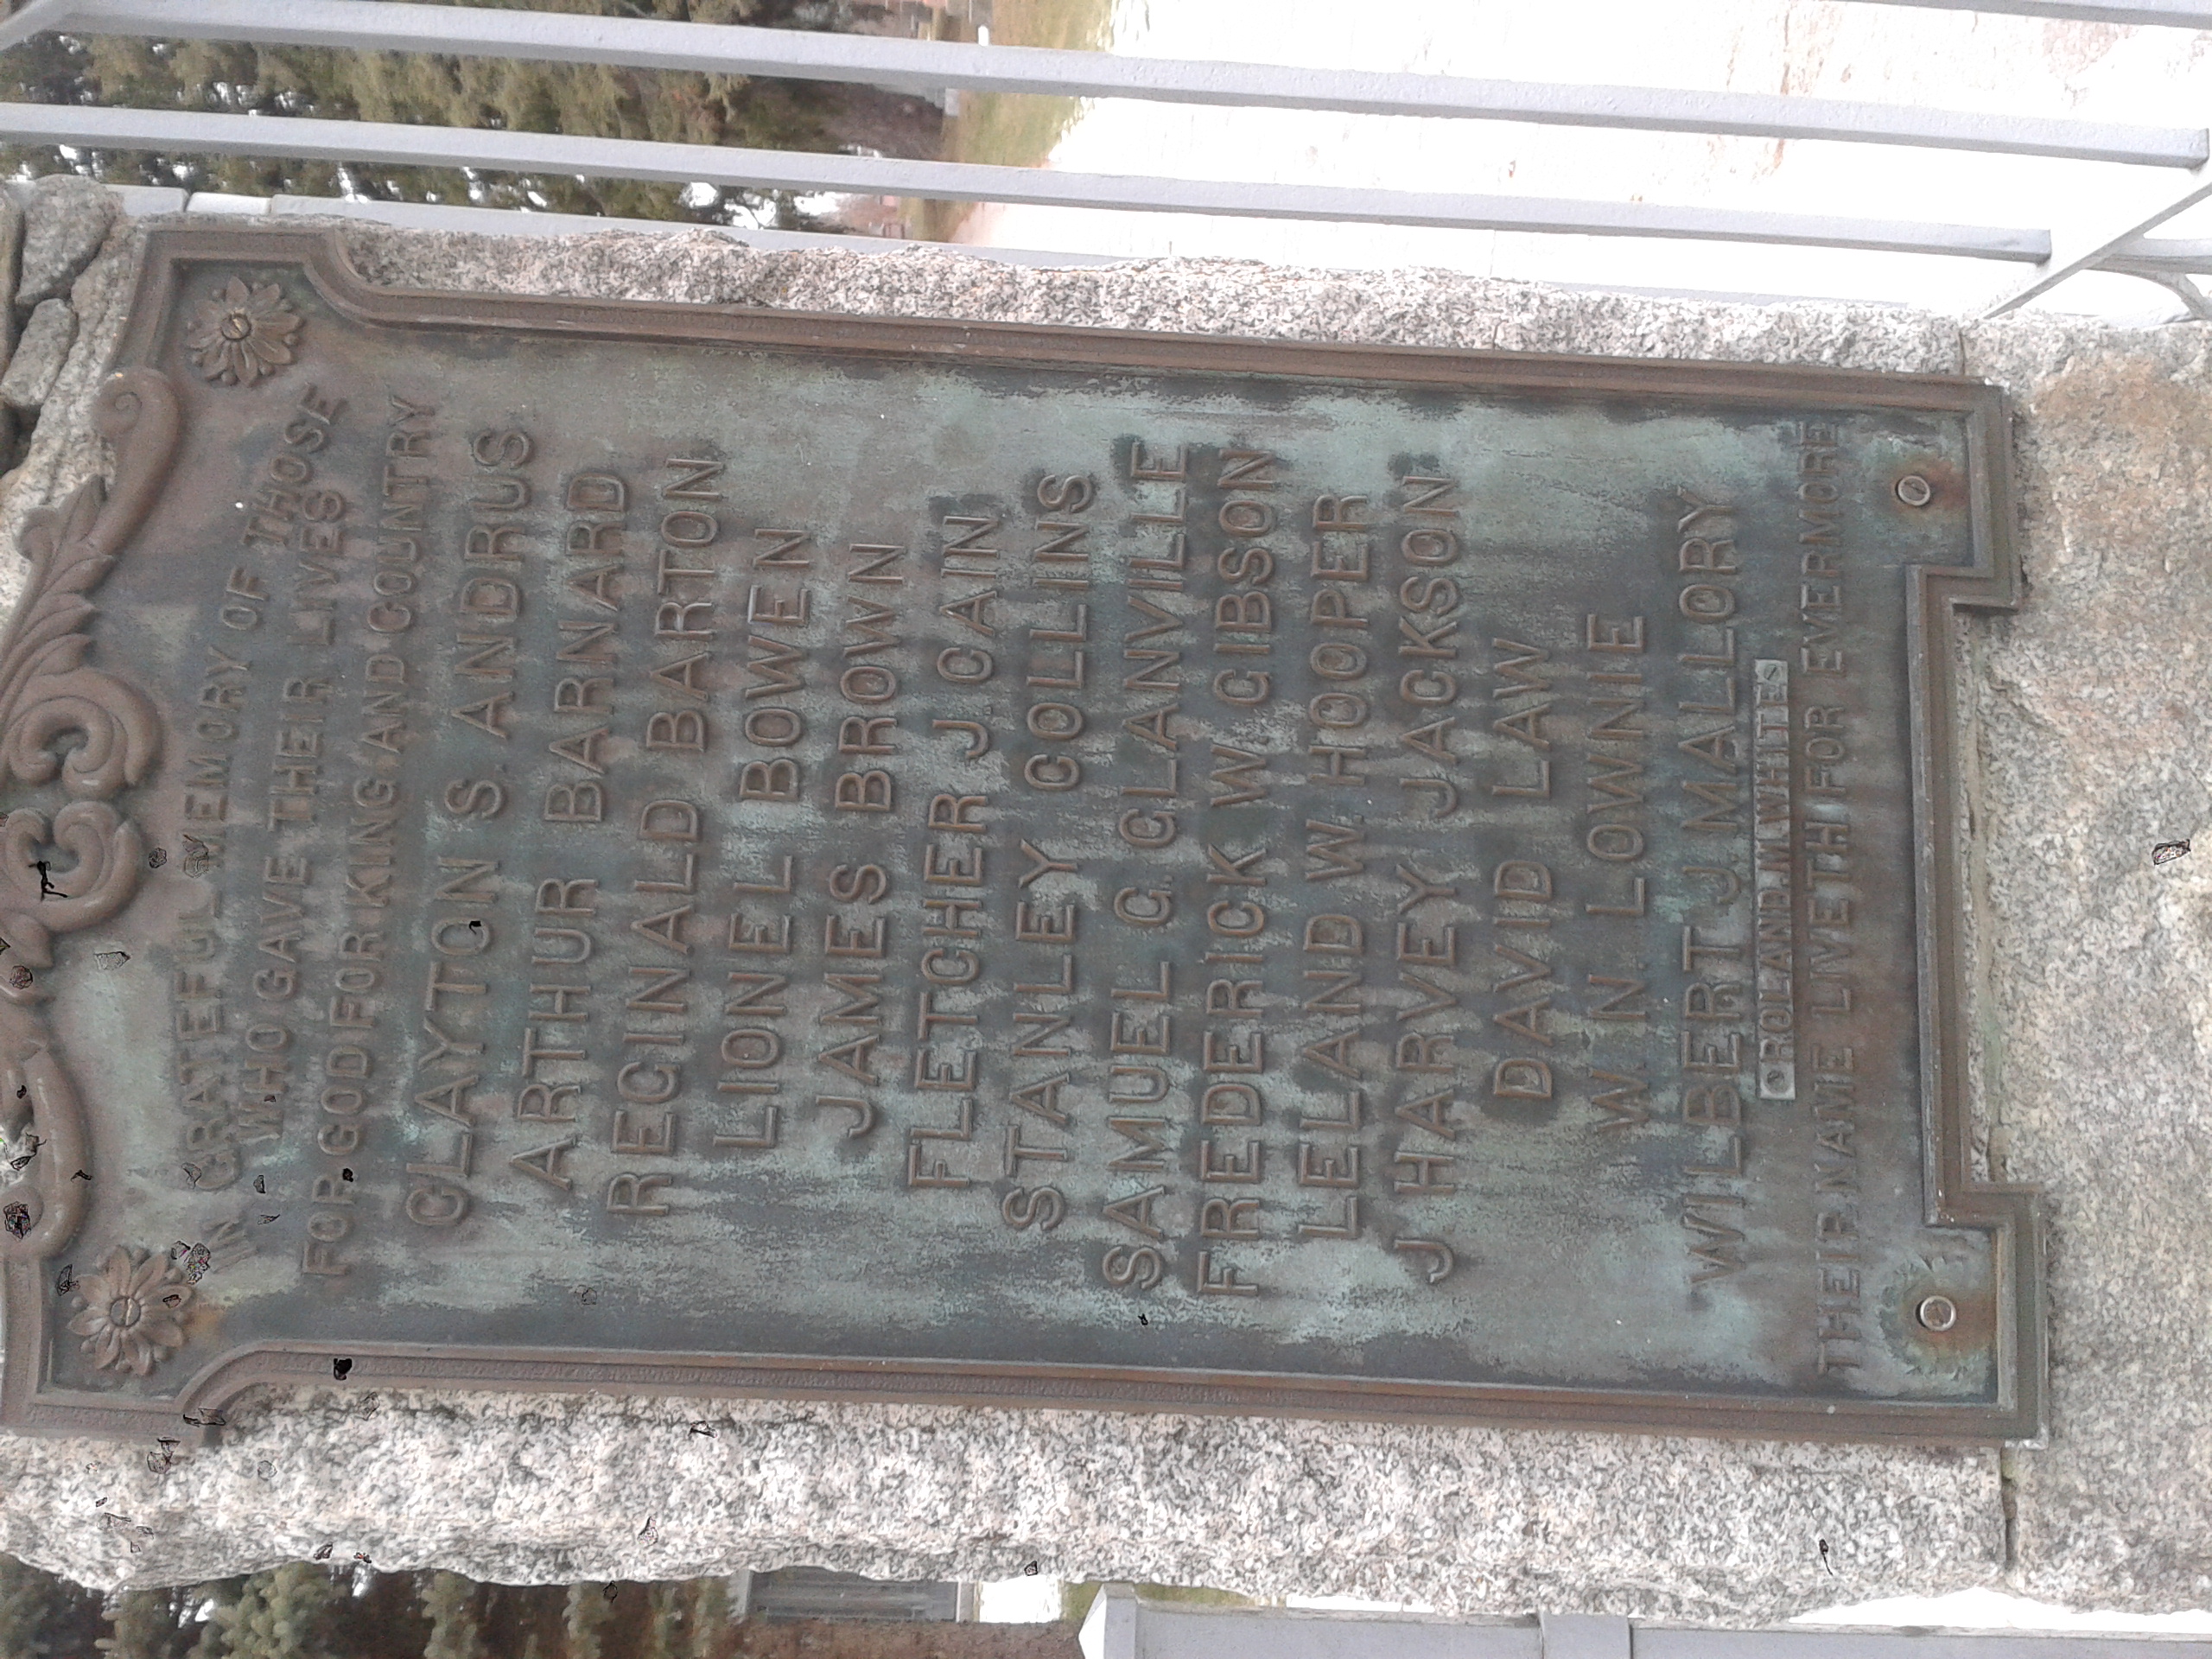 IN GRATEFUL MEMORY OF THOSE
WHO GAVE THEIR LIVES
FOR GOD FOR KING AND COUNTRY
CLAYTON S. ANDRUS
ARTHUR BARNARD
REGINALD BARTON
LIONEL BOWEN
JAMES BROWN
FLETCHER J. CAIN
STANLEY COLLINS
SAMUEL G. GLANVILLE
FREDERICK W. GIBSON
LELAND W. HOOPER
J HARVEY JACKSON
DAVID LAW
W. N. LOWNIE
WILBERT J. MALLORY
ROLAND.M.WHITE
THEIR NAME LIVETH FOR EVERMORE